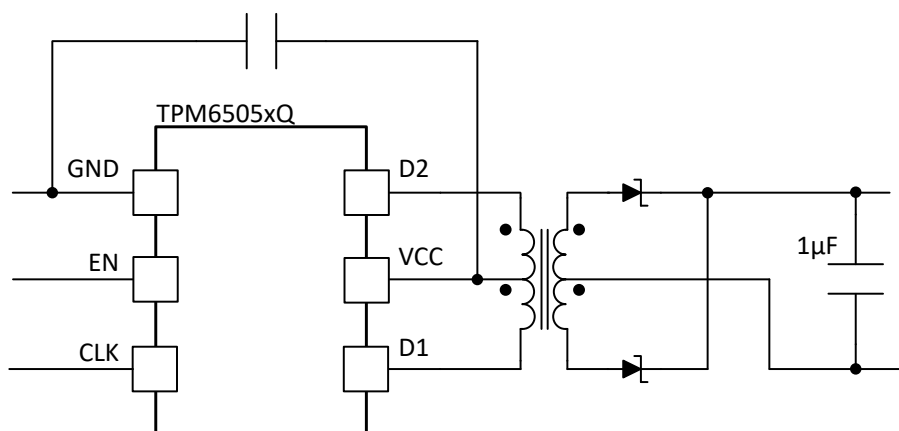 TPM6505xQ
GND
D2
EN
VCC
1µF
CLK
D1